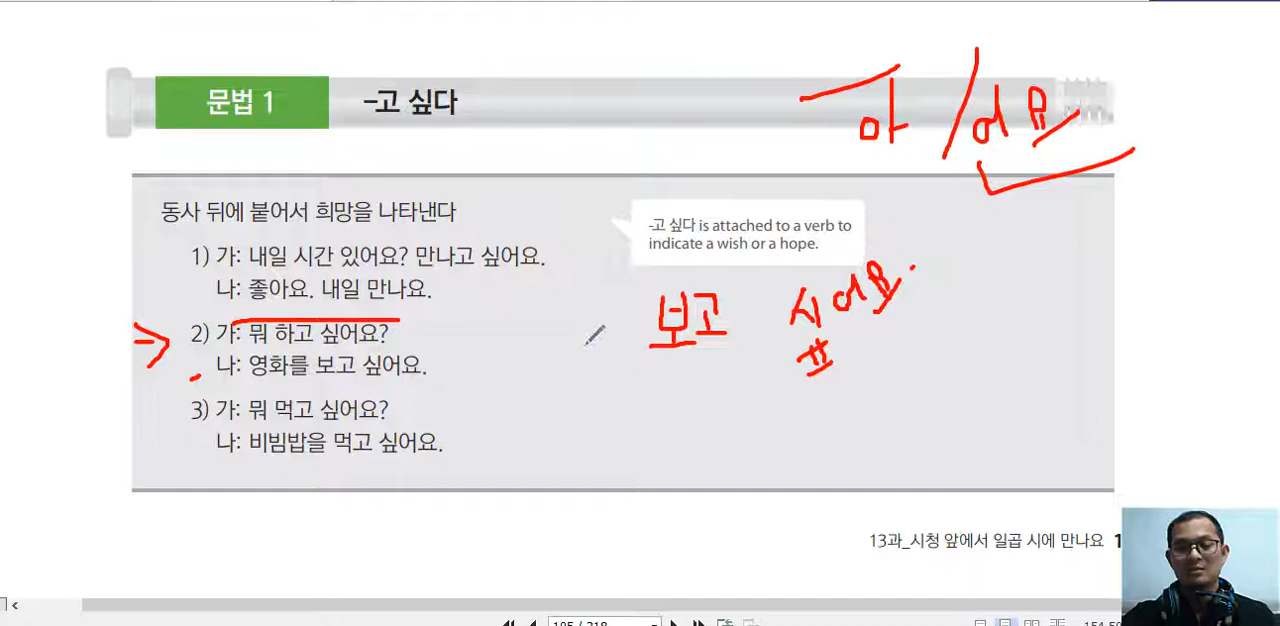 문법 1 -고 싶다
아/어요
동사 뒤에 붙어서 희망을 나타낸다
-고 싶다 is attached to a verb to
indicate a wish or a hope.
1) 가: 내일 시간 있어요? 만나고 싶어요.
나: 좋아요. 내일 만나요.
2) 가: 뭐 하고 싶어요?
나: 영화를 보고 싶어요.
보고 싶어요.
3) 가: 뭐 먹고 싶어요?
나: 비빔밥을 먹고 싶어요.
13과_시청 앞에서 일곱 시에 만나요 1